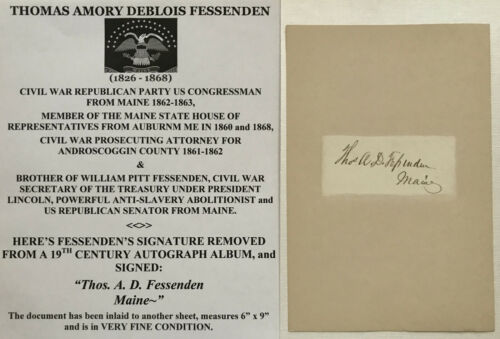 THOMAS AMORY DEBLOIS FESSENDEN
(1826 - 1868)
CIVIL WAR REPUBLICAN PARTY US CONGRESSMAN
FROM MAINE 1862-1863,
MEMBER OF THE MAINE STATE HOUSE OF
REPRESENTATIVES FROM AUBURNM ME IN 1860 and 1868,
CIVIL WAR PROSECUTING ATTORNEY FOR
ANDROSCOGGIN COUNTY 1861-1862
&
BROTHER OF WILLIAM PITT FESSENDEN, CIVIL WAR
SECRETARY OF THE TREASURY UNDER PRESIDENT
LINCOLN, POWERFUL ANTI-SLAVERY ABOLITIONIST and
US REPUBLICAN SENATOR FROM MAINE.
<<>>
HERE'S FESSENDEN'S SIGNATURE REMOVED
FROM A 19TH CENTURY AUTOGRAPH ALBUM, and
SIGNED:
"Thos. A. D. Fessenden
Maine~"
The document has been inlaid to another sheet, measures 6" x 9"
and is in VERY FINE CONDITION.
Thos A. D. Fessenden
Maine